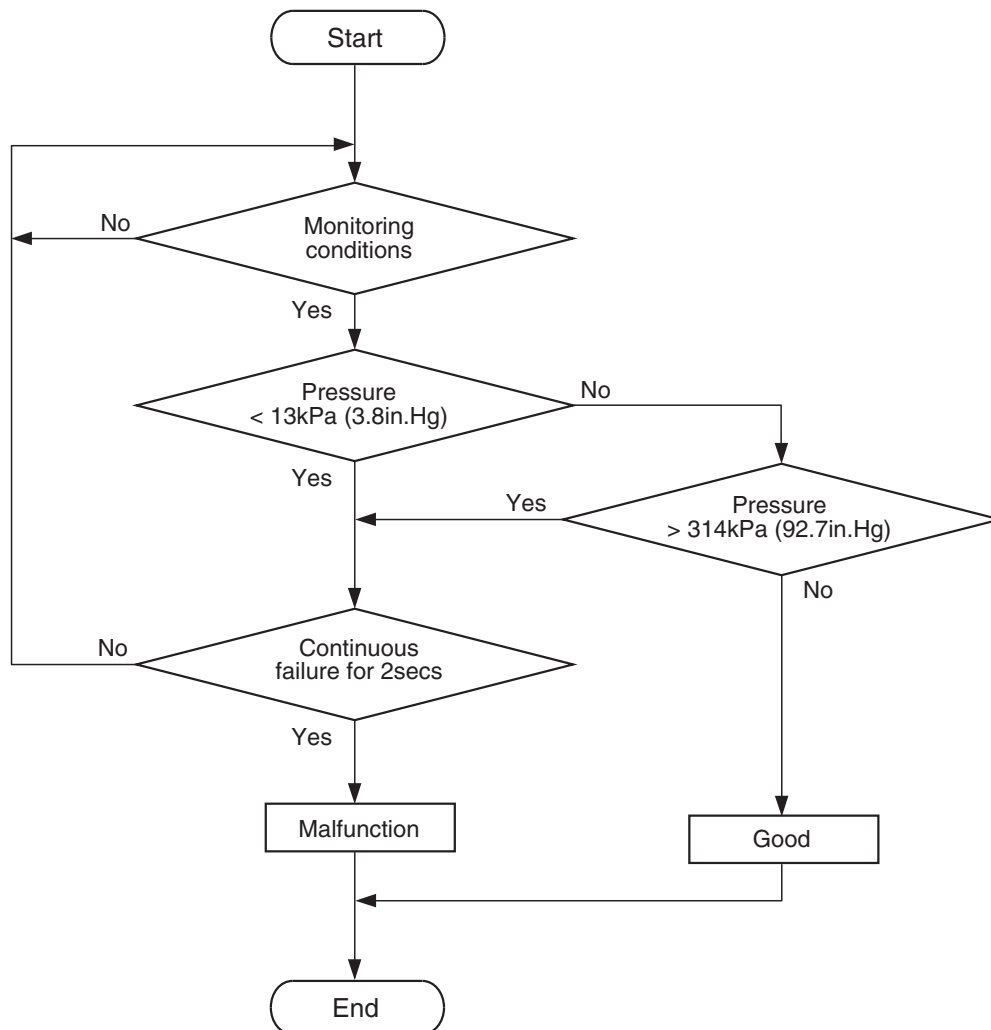 Start
No
Monitoring
conditions
Yes
Pressure
< 13kPa (3.8in.Hg)
No
Yes
Yes
Pressure
> 314kPa (92.7in.Hg)
No
No
Continuous
failure for 2secs
Yes
Malfunction
Good
End